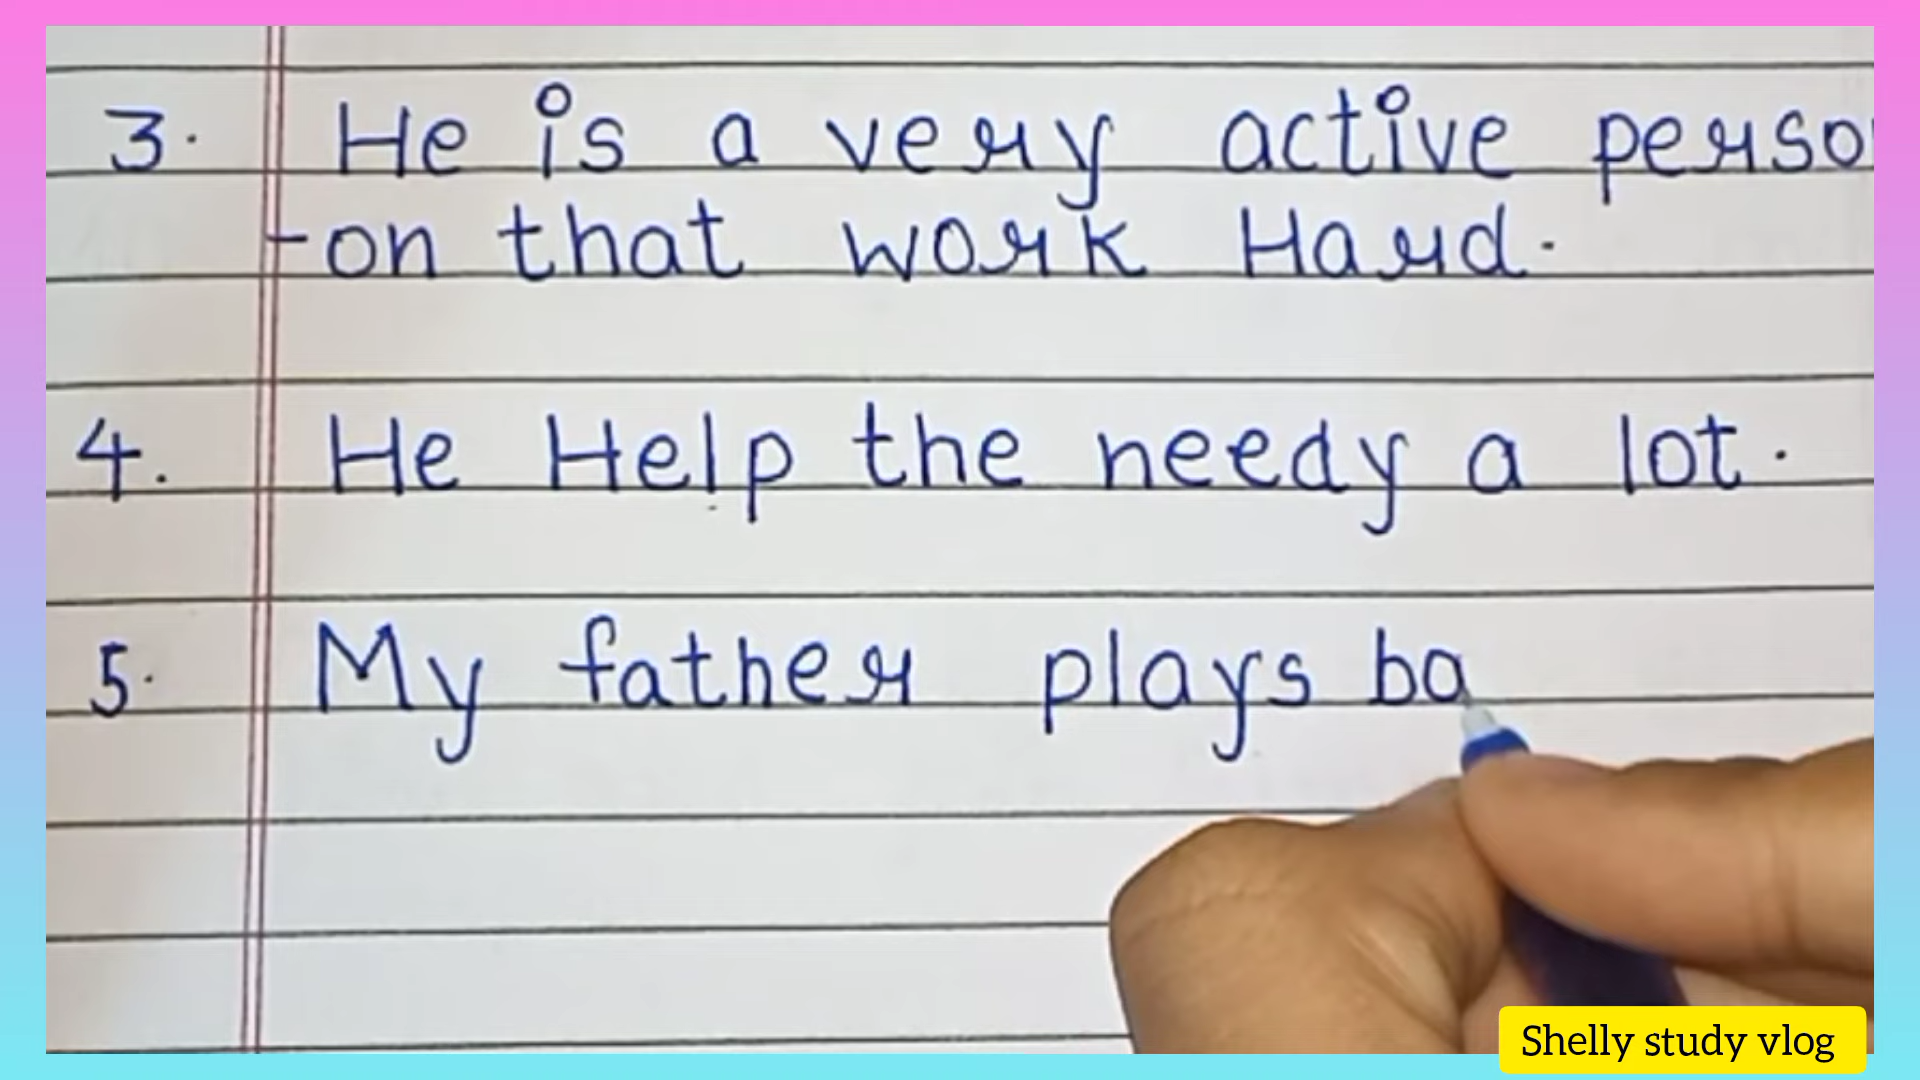 3. He is a very active perso
-on that work Hard.
4. He Help the needy a lot.
5. My father plays ba
Shelly study vlog